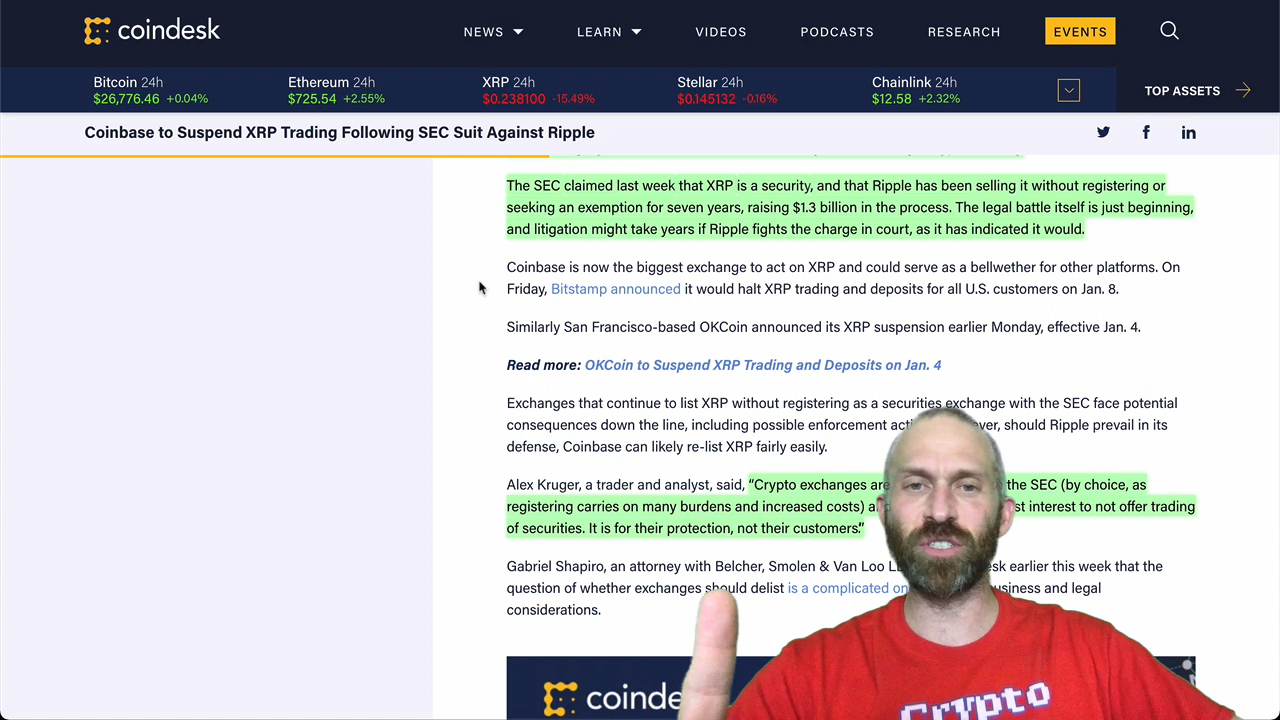 coindesk
NEWS LEARN VIDEOS PODCASTS RESEARCH EVENTS
Bitcoin 24h Ethereum 24h XRP 24h Stellar 24h Chainlink 24h
$26,776.46 +0.04% $725.54 +2.55% $0.238100 -15.49% $0.145132 -0.16% $12.58 +2.32%
TOP ASSETS
Coinbase to Suspend XRP Trading Following SEC Suit Against Ripple
The SEC claimed last week that XRP is a security, and that Ripple has been selling it without registering or
seeking an exemption for seven years, raising $1.3 billion in the process. The legal battle itself is just beginning,
and litigation might take years if Ripple fights the charge in court, as it has indicated it would.
Coinbase is now the biggest exchange to act on XRP and could serve as a bellwether for other platforms. On
Friday, Bitstamp announced it would halt XRP trading and deposits for all U.S. customers on Jan. 8.
Similarly San Francisco-based OKCoin announced its XRP suspension earlier Monday, effective Jan. 4.
Read more: OKCoin to Suspend XRP Trading and Deposits on Jan. 4
Exchanges that continue to list XRP without registering as a securities exchange with the SEC face potential
consequences down the line, including possible enforcement should Ripple prevail in its
defense, Coinbase can likely re-list XRP fairly easily.
Alex Kruger, a trader and analyst, said, “Crypto exchanges are the SEC (by choice, as
registering carries on many burdens and increased costs) interest to not offer trading
of securities. It is for their protection, not their customers.”
Gabriel Shapiro, an attorney with Belcher, Smolen & Van Loo earlier this week that the
question of whether exchanges should delist is a complicated and legal
considerations.
Crypto